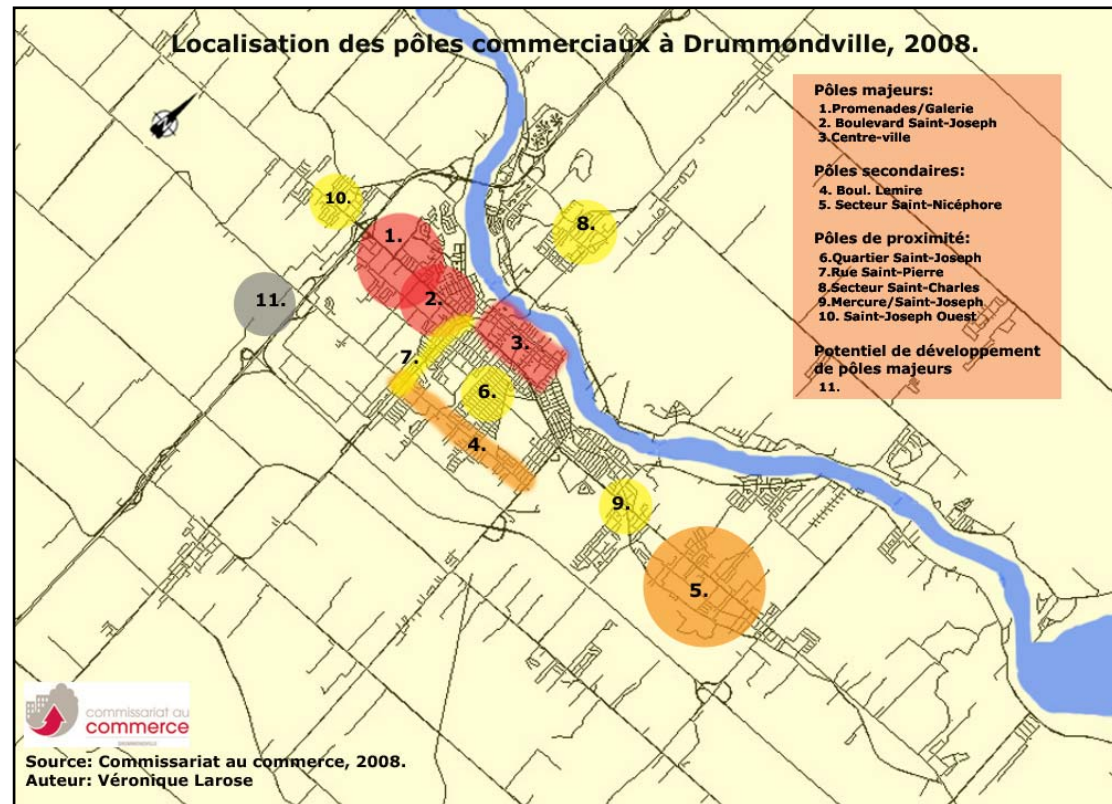 Localisation des pôles commerciaux à Drummondville, 2008.
Pôles majeurs:
1.Promenades/Galerie
2. Boulevard Saint-Joseph
3.Centre-ville
Pôles secondaires:
4. Boul. Lemire
5. Secteur Saint-Nicéphore
Pôles de proximité:
6.Quartier Saint-Joseph
7.Rue Saint-Pierre
8.Secteur Saint-Charles
9.Mercure/Saint-Joseph
10. Saint-Joseph Ouest
Potentiel de développement
de pôles majeurs
11.
10.
1.
8.
2.
11.
3.
7.
6.
4.
9.
5.
commissariat au
commerce
Source: Commissariat au commerce, 2008.
Auteur: Véronique Larose